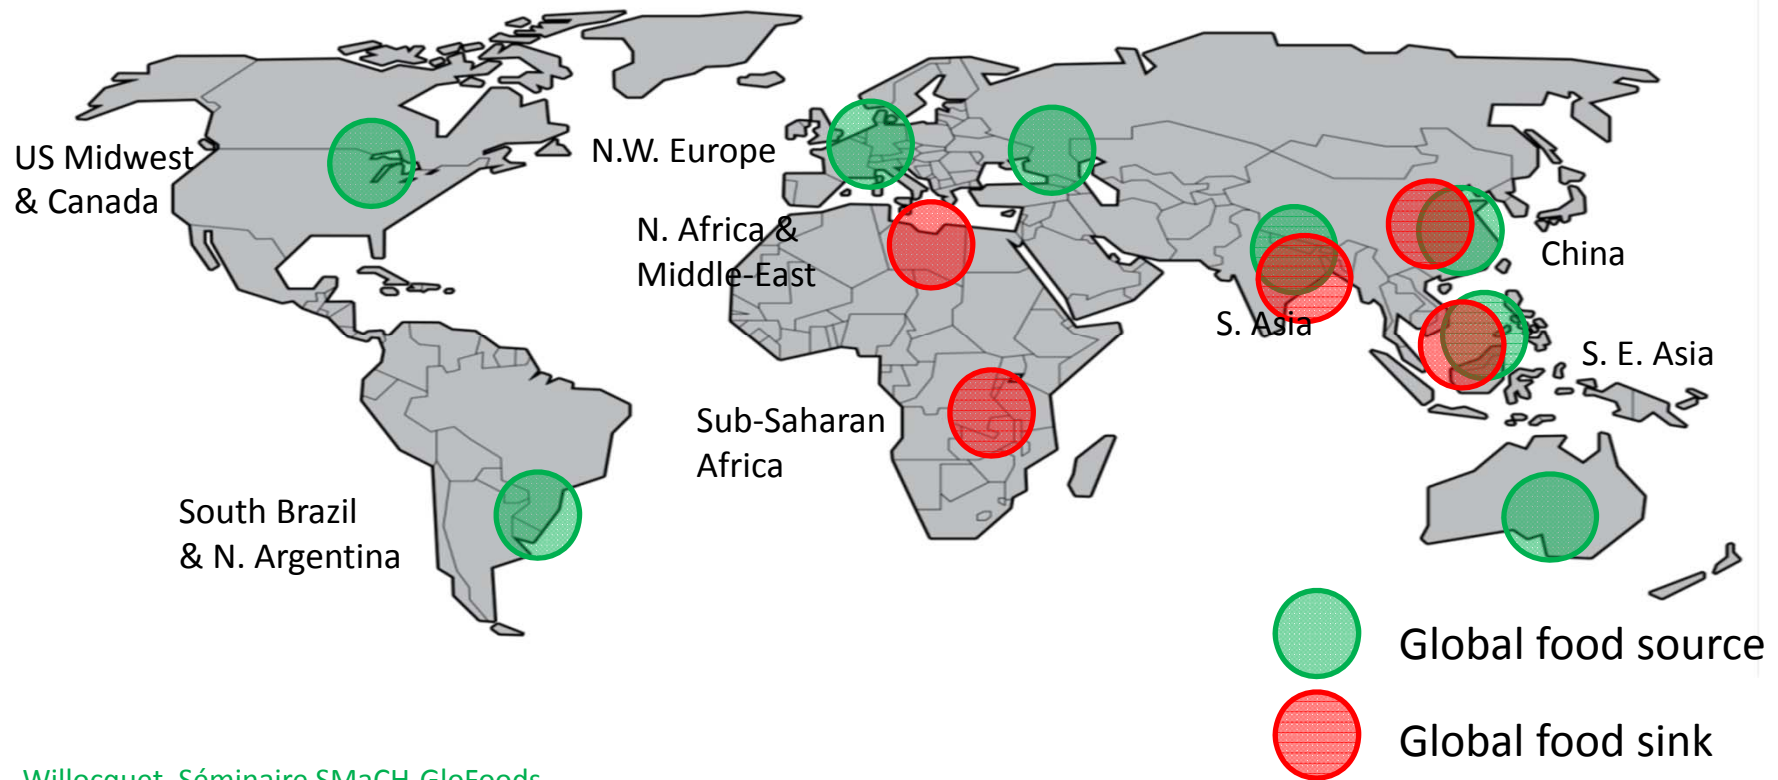 US Midwest
& Canada
N.W. Europe
N. Africa &
Middle-East
China
S. Asia
S. E. Asia
Sub-Saharan
Africa
South Brazil
& N. Argentina
Global food source
Global food sink
Willocquet, Séminaire SMaCH-GloFoods